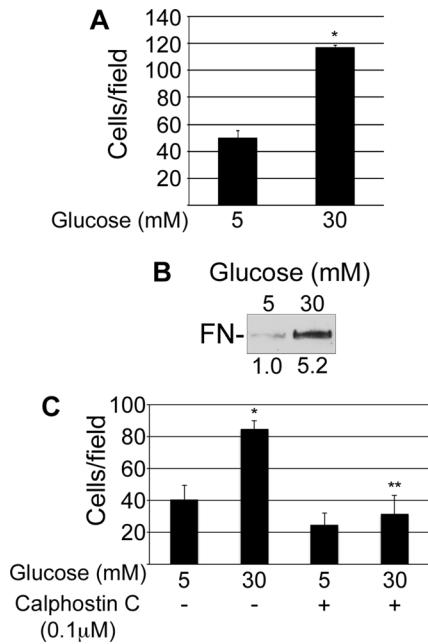 A
140
120
100
80
60
40
20
Cells/field
*
Glucose (mM) 5 30
B Glucose (mM)
5 30
FN-
1.0 5.2
C
100
80
60
40
20
Cells/field
*
**
Glucose (mM) 5 30 5 30
Calphostin C - - + +
(0.1μM)